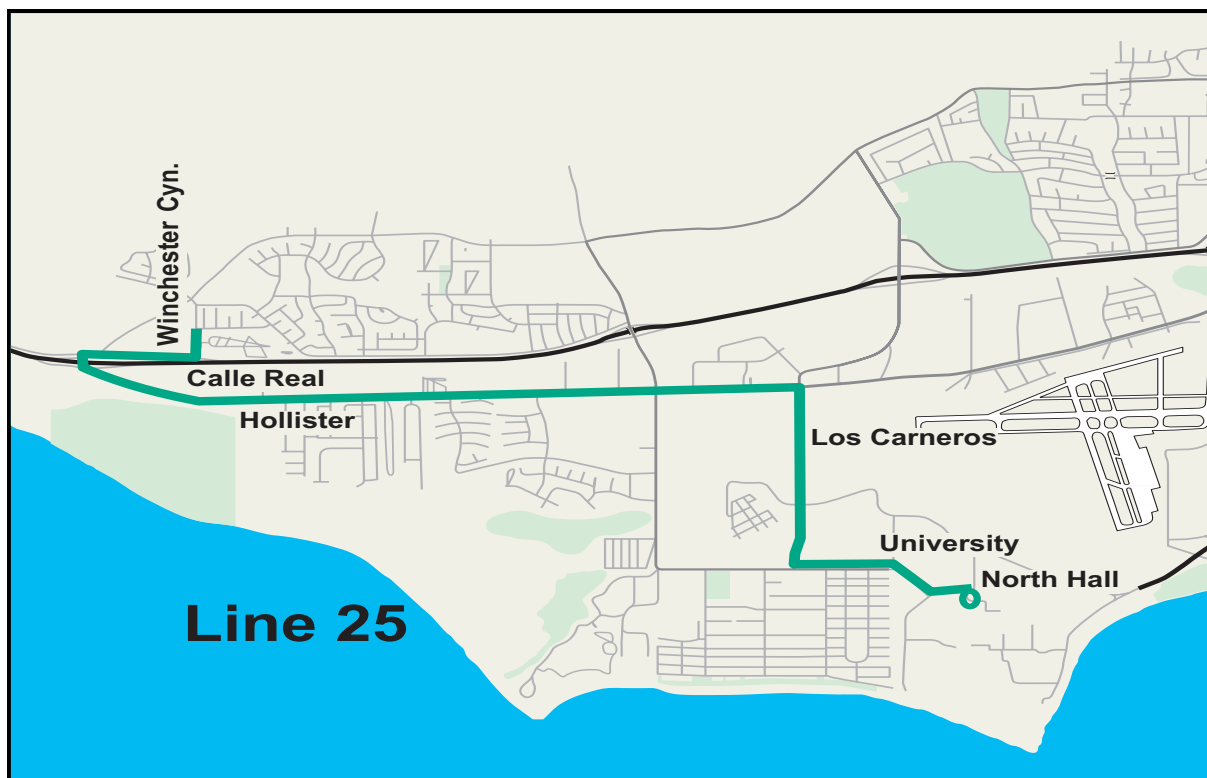 Winchester Cyn.
Calle Real
Hollister
Los Carneros
University
North Hall
Line 25